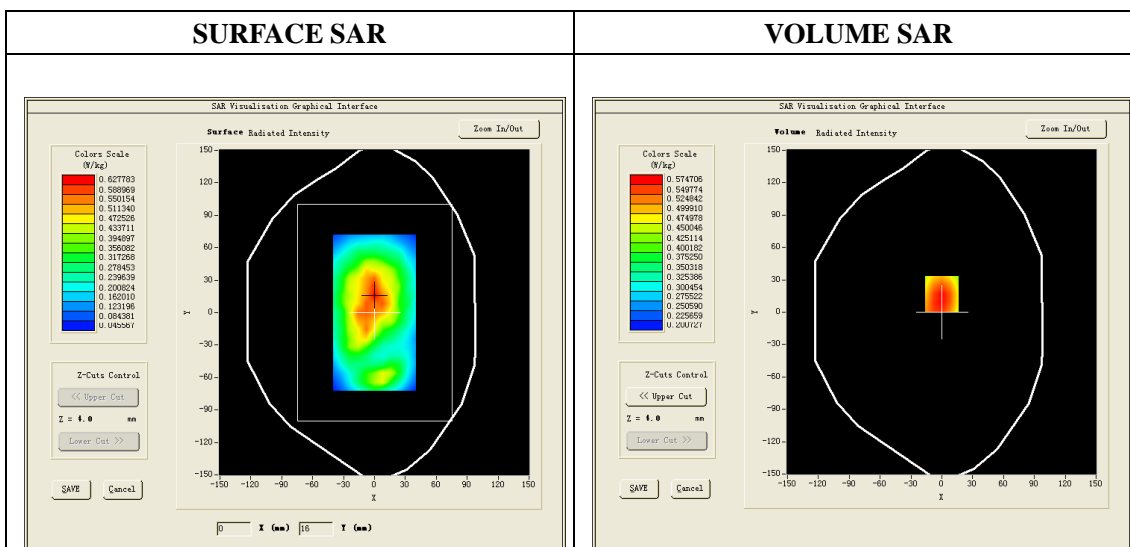 SURFACE SAR
VOLUME SAR
SAR Visualisation Graphical Interface
Surface Radiated Intensity
Zoom In/Out
Colors Scale
(W/kg)
0.627783
0.588969
0.550154
0.511340
0.472526
0.433711
0.394897
0.356082
0.317268
0.278453
0.239639
0.200824
0.162010
0.123196
0.084381
0.045567
Z-Cuts Control
<< Upper Cut
Z = 4.0 mm
Lower Cut >>
SAVE Cancel
150
120
90
60
30
0
-30
-60
-90
-120
-150
Y
-150 -120 -90 -60 -30 0 30 60 90 120 150
X
0 X (mm) 16 Y (mm)
SAR Visualisation Graphical Interface
Volume Radiated Intensity
Zoom In/Out
Colors Scale
(W/kg)
0.574706
0.549774
0.524842
0.499910
0.474978
0.450046
0.425114
0.400182
0.375250
0.350318
0.325386
0.300454
0.275522
0.250590
0.225659
0.200727
Z-Cuts Control
<< Upper Cut
Z = 4.0 mm
Lower Cut >>
SAVE Cancel
150
120
90
60
30
0
-30
-60
-90
-120
-150
Y
-150 -120 -90 -60 -30 0 30 60 90 120 150
X